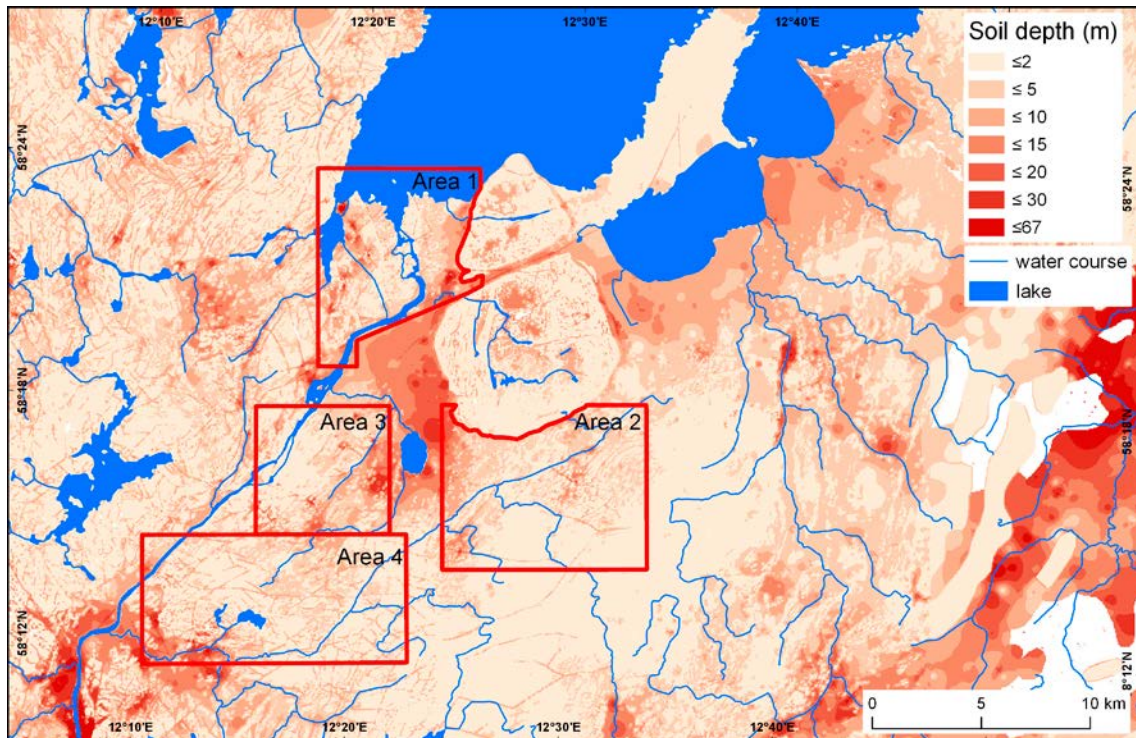 12°10'E
12°20'E
12°30'E
12°40'E
Soil depth (m)
≤2
≤ 5
≤ 10
≤ 15
≤ 20
≤ 30
≤67
water course
lake
58°24'N
58°24'N
Area 1
58°18'N
58°18'N
Area 3
Area 2
Area 4
58°12'N
8°12'N
0 5 10 km
12°10'E
12°20'E
12°30'E
12°40'E